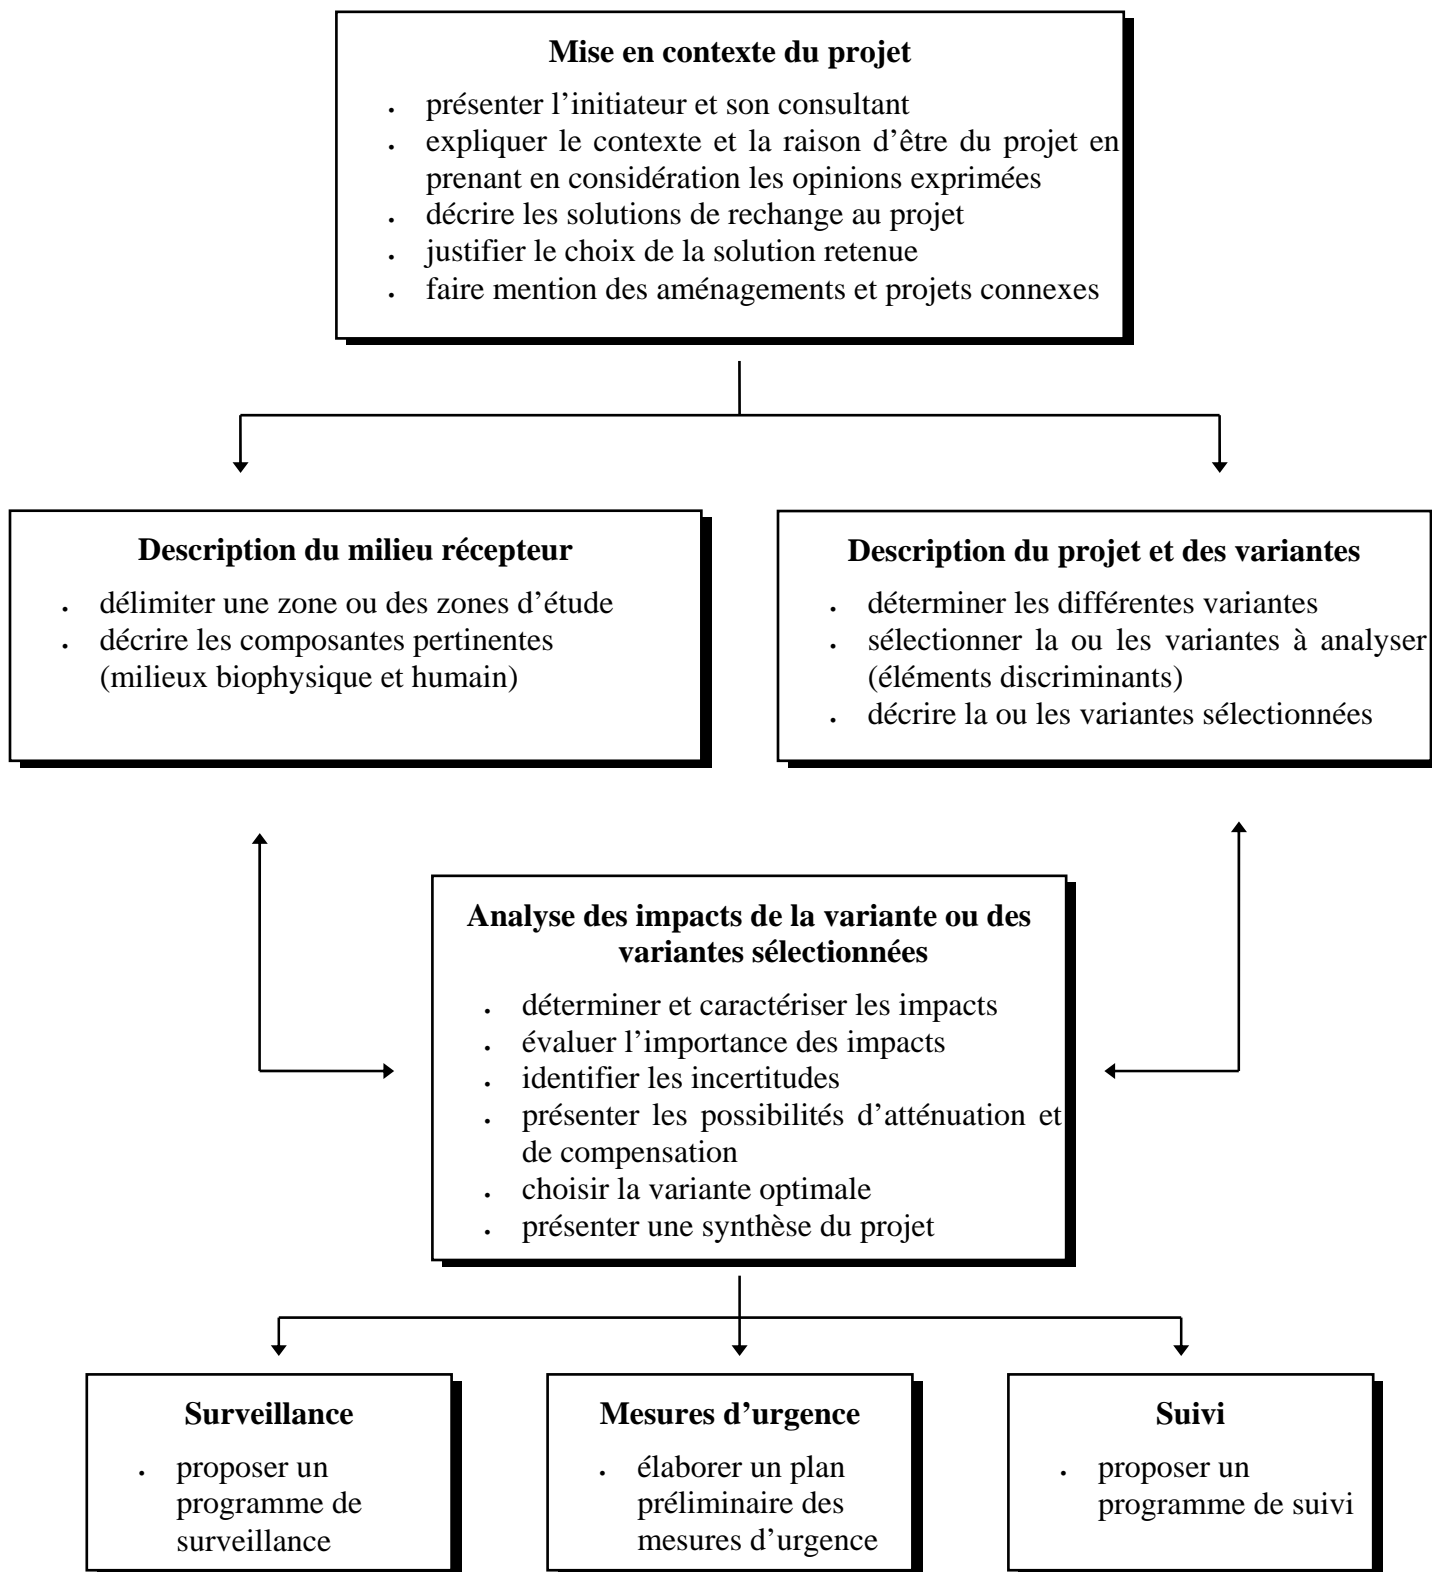 Mise en contexte du projet
. présenter l’initiateur et son consultant
. expliquer le contexte et la raison d’être du projet en
prenant en considération les opinions exprimées
. décrire les solutions de rechange au projet
. justifier le choix de la solution retenue
. faire mention des aménagements et projets connexes
Description du milieu récepteur
. délimiter une zone ou des zones d’étude
. décrire les composantes pertinentes
(milieux biophysique et humain)
Description du projet et des variantes
. déterminer les différentes variantes
. sélectionner la ou les variantes à analyser
(éléments discriminants)
. décrire la ou les variantes sélectionnées
Analyse des impacts de la variante ou des
variantes sélectionnées
. déterminer et caractériser les impacts
. évaluer l’importance des impacts
. identifier les incertitudes
. présenter les possibilités d’atténuation et
de compensation
. choisir la variante optimale
. présenter une synthèse du projet
Surveillance
. proposer un
programme de
surveillance
Mesures d’urgence
. élaborer un plan
préliminaire des
mesures d’urgence
Suivi
. proposer un
programme de suivi